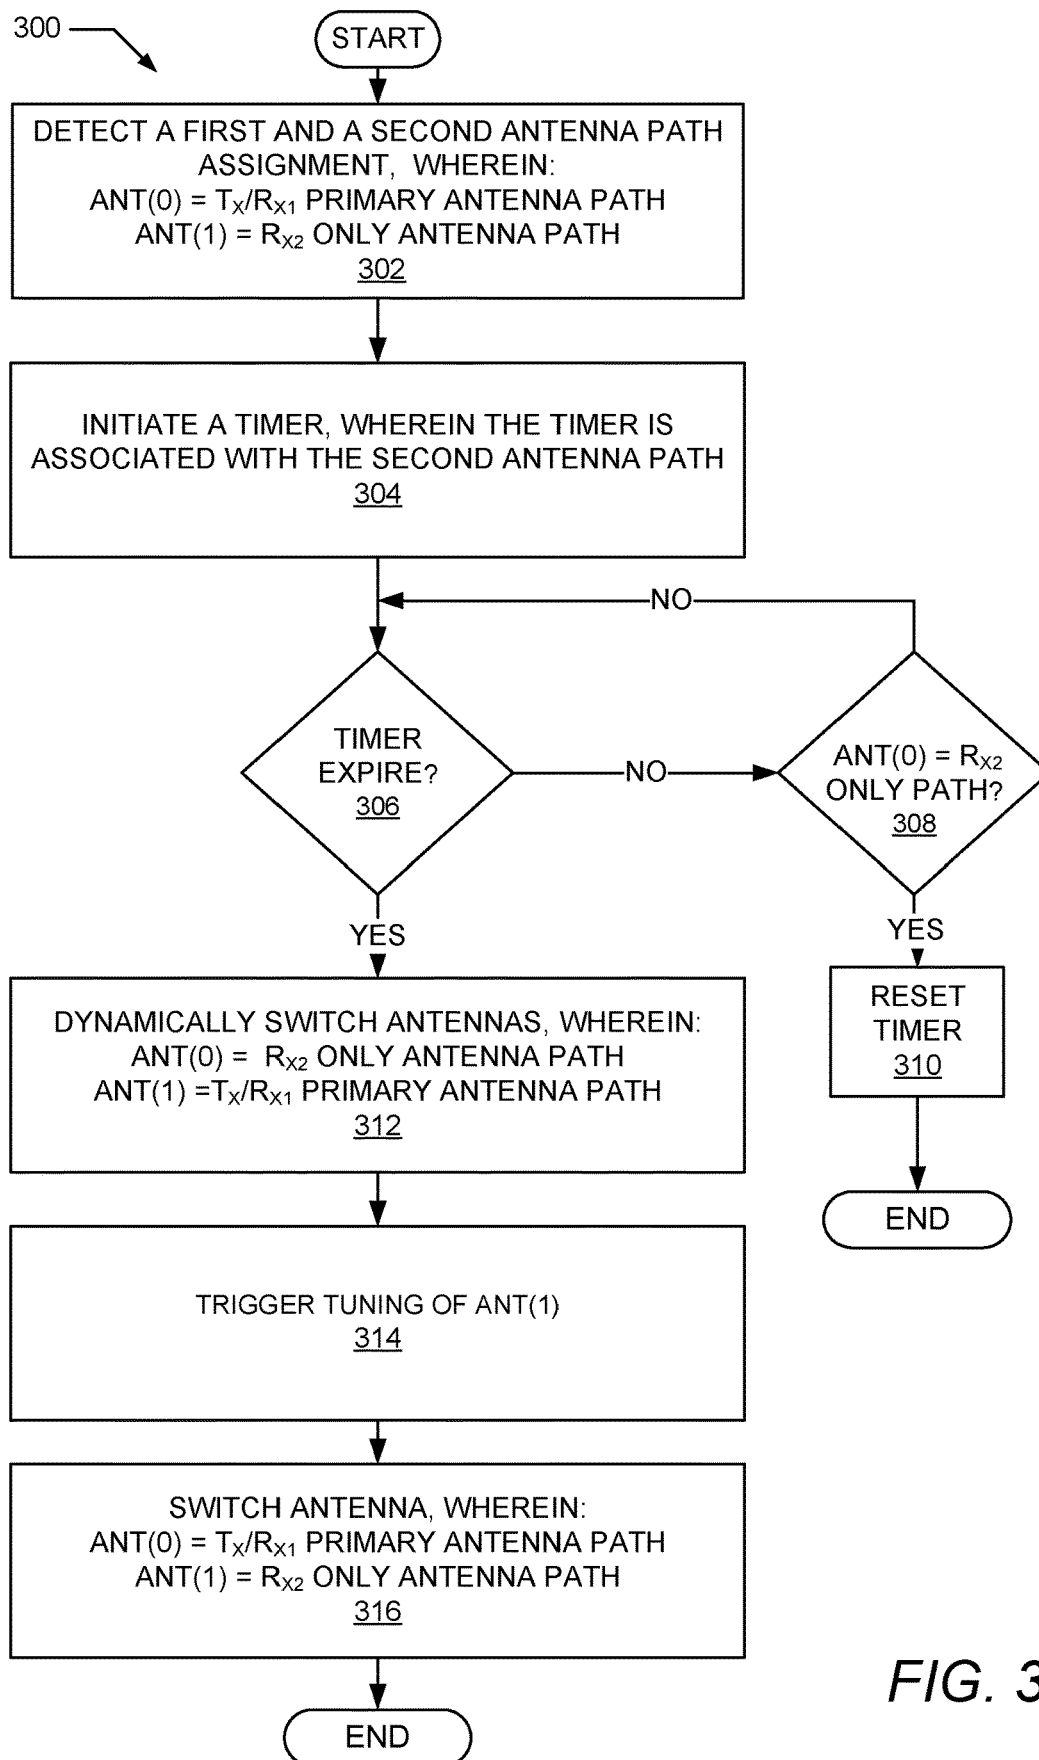 300
START
DETECT A FIRST AND A SECOND ANTENNA PATH
ASSIGNMENT, WHEREIN:
ANT(0) = TX/RX1 PRIMARY ANTENNA PATH
ANT(1) = RX2 ONLY ANTENNA PATH
302
INITIATE A TIMER, WHEREIN THE TIMER IS
ASSOCIATED WITH THE SECOND ANTENNA PATH
304
NO
TIMER
EXPIRE?
306
NO
ANT(0) = RX2
ONLY PATH?
308
YES
YES
RESET
TIMER
310
END
DYNAMICALLY SWITCH ANTENNAS, WHEREIN:
ANT(0) = RX2 ONLY ANTENNA PATH
ANT(1) =TX/RX1 PRIMARY ANTENNA PATH
312
TRIGGER TUNING OF ANT(1)
314
SWITCH ANTENNA, WHEREIN:
ANT(0) = TX/RX1 PRIMARY ANTENNA PATH
ANT(1) = RX2 ONLY ANTENNA PATH
316
END
FIG. 3